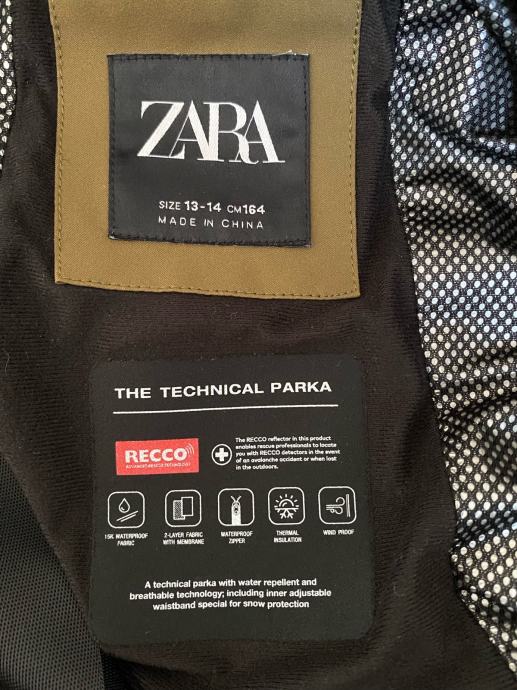 ZARA
SIZE 13-14 CM164
MADE IN CHINA
THE TECHNICAL PARKA
RECCO
ADVANCED RESCUE TECHNOLOGY
The RECCO reflector in this product
enables rescue professionals to locate
you with RECCO detectors in the event
of an avalanche accident or when lost
in the outdoors.
15K WATERPROOF
FABRIC
2-LAYER FABRIC
WITH MEMBRANE
WATERPROOF
ZIPPER
THERMAL
INSULATION
WIND PROOF
A technical parka with water repellent and
breathable technology; including inner adjustable
waistband special for snow protection